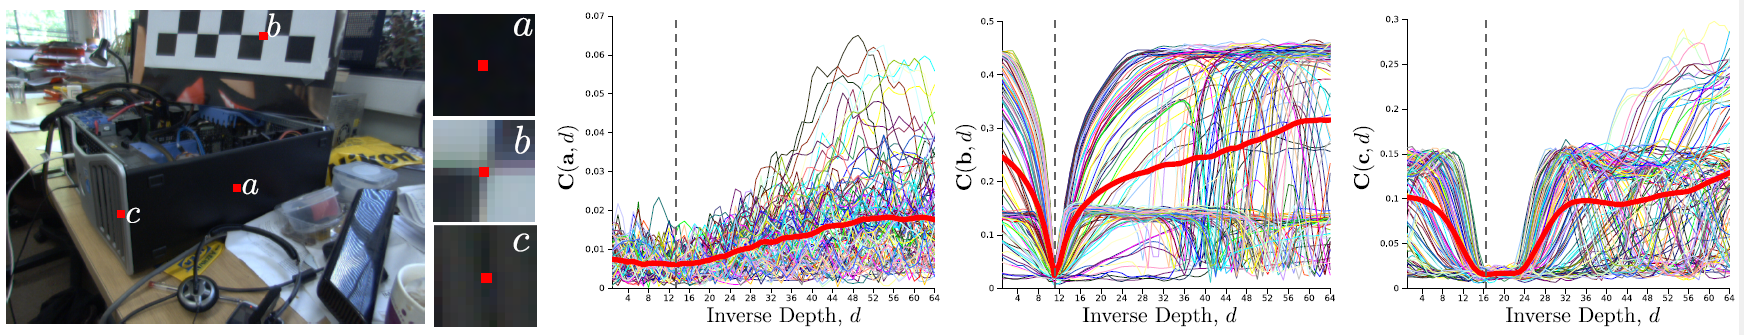 b
a
c
a
b
c
0.07
0.06
0.05
0.04
0.03
0.02
0.01
0
C(a, d)
4 8 12 16 20 24 28 32 36 40 44 48 52 56 60 64
Inverse Depth, d
0.5
0.4
0.3
0.2
0.1
0
C(b, d)
4 8 12 16 20 24 28 32 36 40 44 48 52 56 60 64
Inverse Depth, d
0.3
0.25
0.2
0.15
0.1
0.05
0
C(c, d)
4 8 12 16 20 24 28 32 36 40 44 48 52 56 60 64
Inverse Depth, d